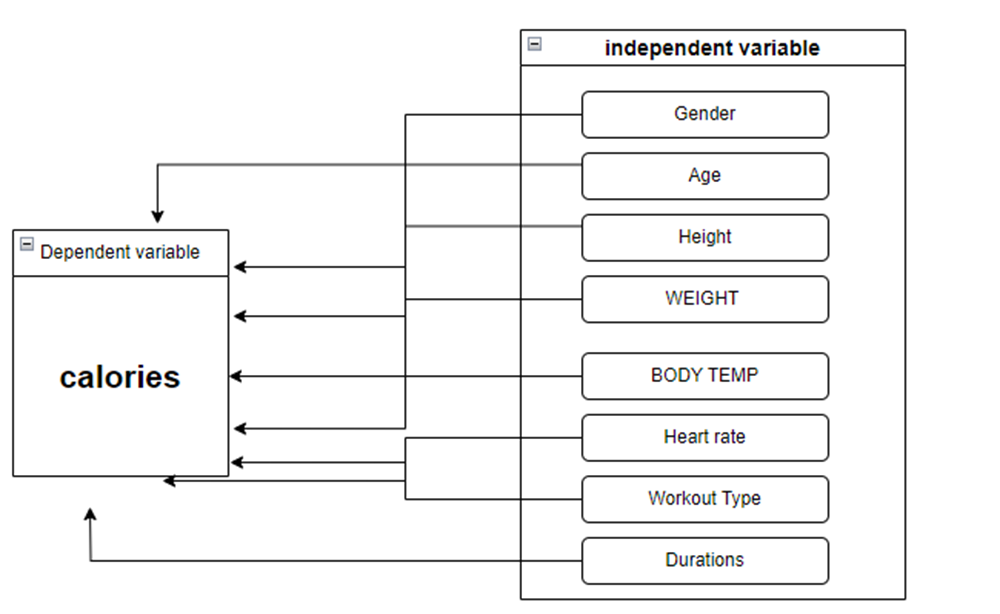 independent variable
Gender
Age
Height
WEIGHT
BODY TEMP
Heart rate
Workout Type
Durations
Dependent variable
calories